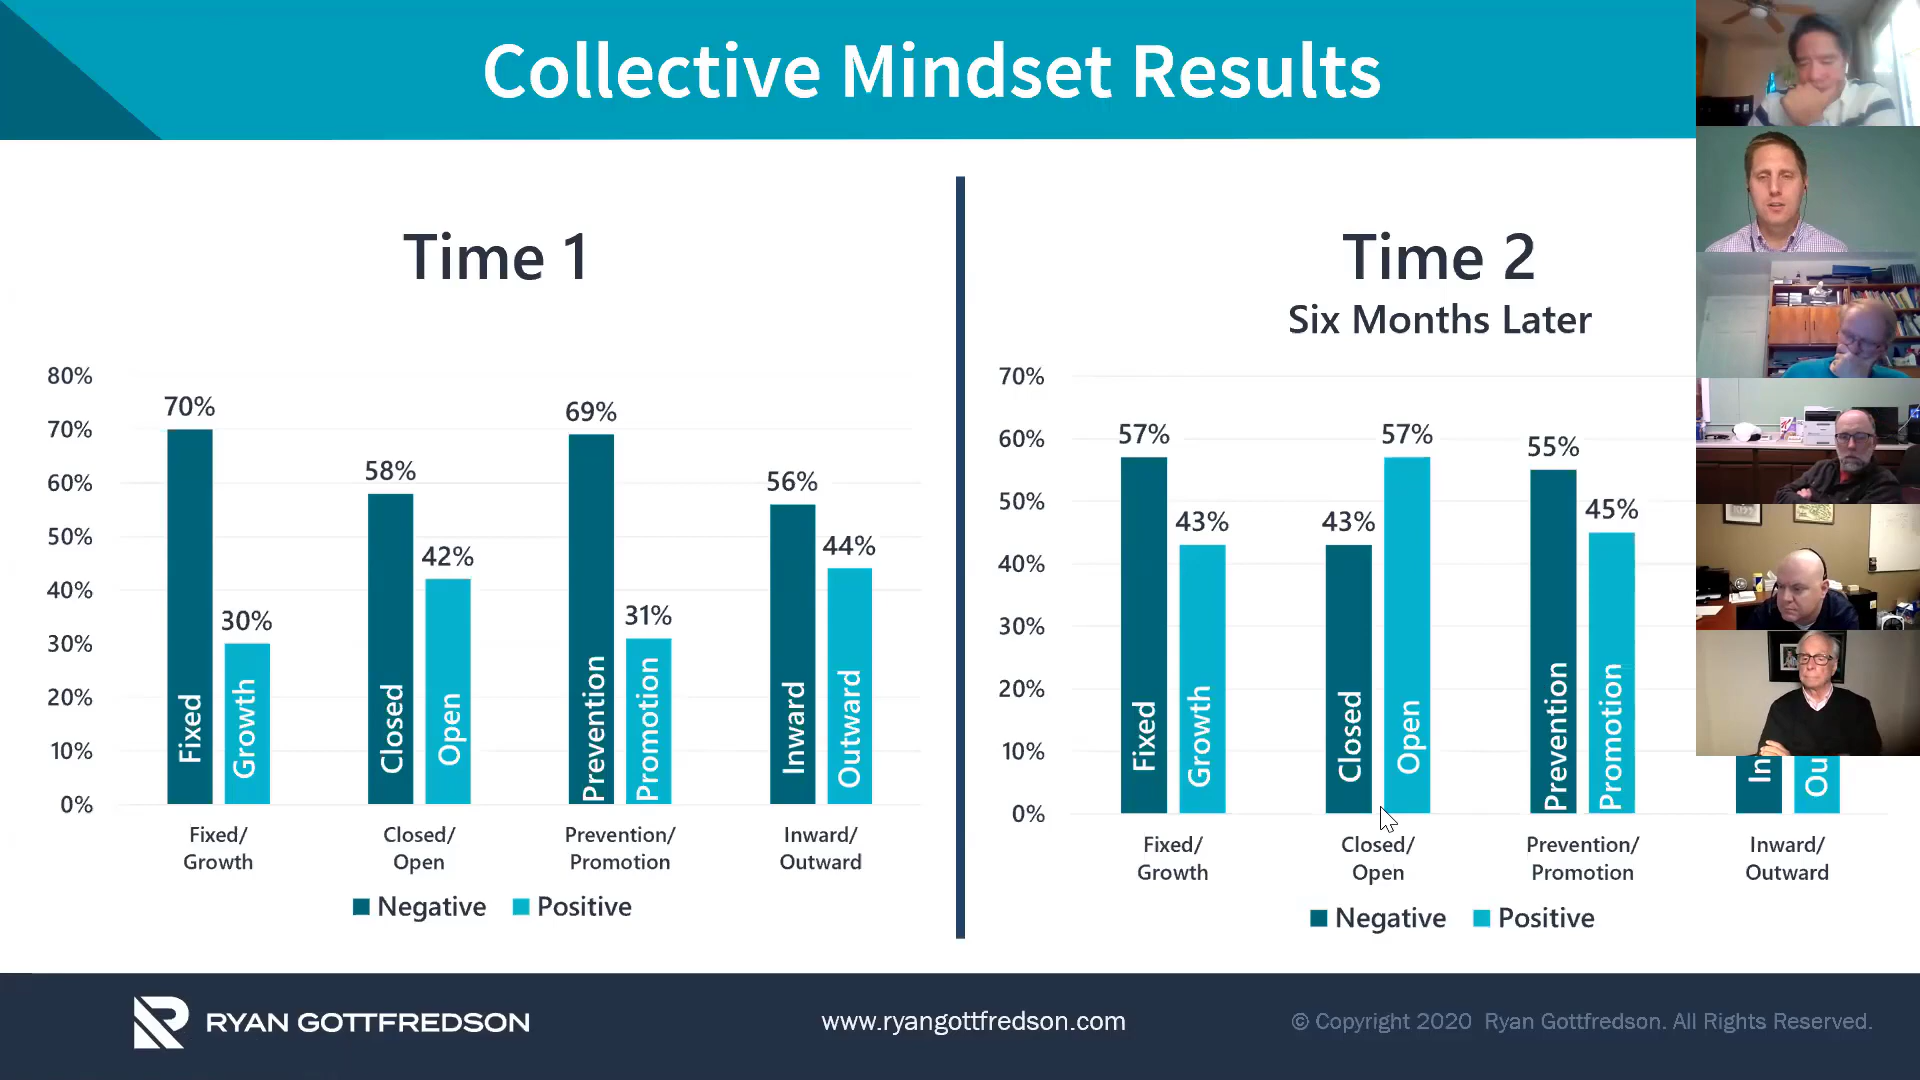 Collective Mindset Results
Time 1
80%
70%
60%
50%
40%
30%
20%
10%
0%
70%
30%
58%
42%
69%
31%
56%
44%
Fixed
Growth
Closed
Open
Prevention
Promotion
Inward
Outward
Fixed/
Growth
Closed/
Open
Prevention/
Promotion
Inward/
Outward
Negative
Positive
Time 2
Six Months Later
70%
60%
50%
40%
30%
20%
10%
0%
57%
43%
43%
57%
55%
45%
Fixed
Growth
Closed
Open
Prevention
Promotion
In
Ou
Fixed/
Growth
Closed/
Open
Prevention/
Promotion
Inward/
Outward
Negative
Positive
RYAN GOTTFREDSON
www.ryangottfredson.com
© Copyright 2020 Ryan Gottfredson. All Rights Reserved.